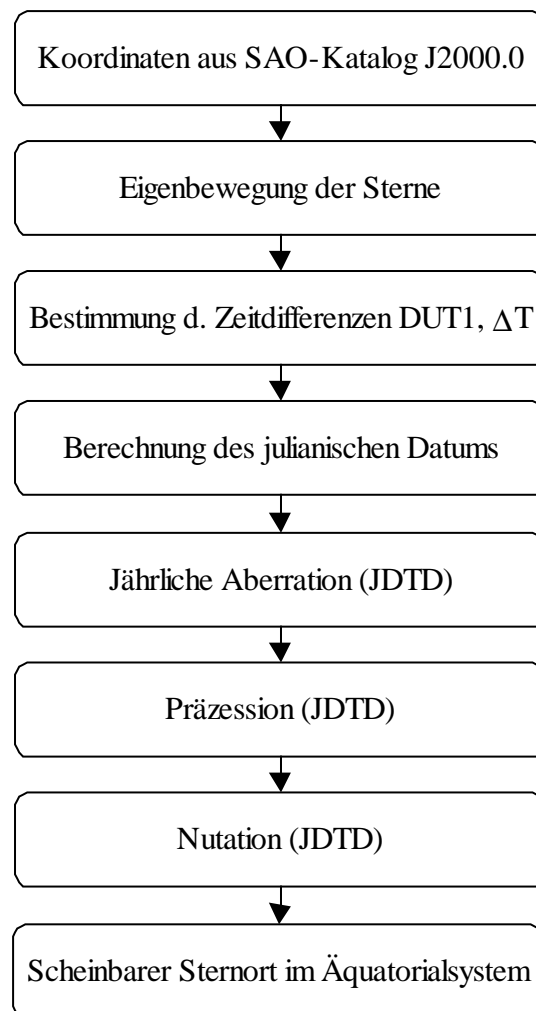 Koordinaten aus SAO-Katalog J2000.0
Eigenbewegung der Sterne
Bestimmung d. Zeitdifferenzen DUT1, ΔT
Berechnung des julianischen Datums
Jährliche Aberration (JDTD)
Präzession (JDTD)
Nutation (JDTD)
Scheinbarer Sternort im Äquatorialsystem